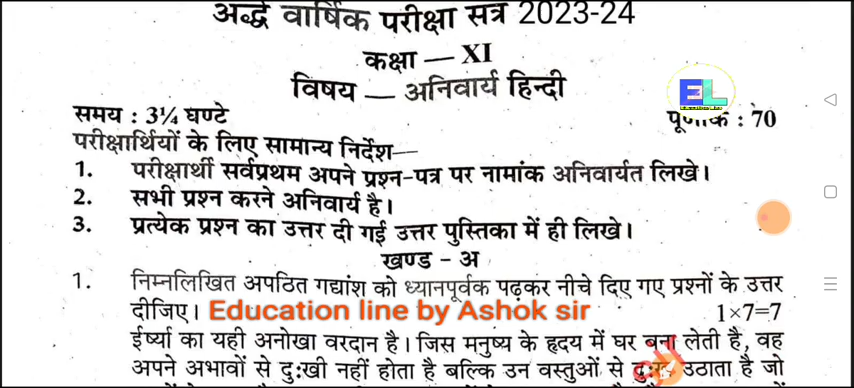 अर्द्ध वार्षिक परीक्षा सत्र 2023-24
कक्षा — XI
विषय — अनिवार्य हिन्दी
EL
समय : 3¼ घण्टे पूर्णांक : 70
परीक्षार्थियों के लिए सामान्य निर्देश—
1. परीक्षार्थी सर्वप्रथम अपने प्रश्न-पत्र पर नामांक अनिवार्यत लिखे।
2. सभी प्रश्न करने अनिवार्य है।
3. प्रत्येक प्रश्न का उत्तर दी गई उत्तर पुस्तिका में ही लिखे।
खण्ड - अ
1. निम्नलिखित अपठित गद्यांश को ध्यानपूर्वक पढ़कर नीचे दिए गए प्रश्नों के उत्तर
दीजिए। Education line by Ashok sir 1×7=7
ईर्ष्या का यही अनोखा वरदान है। जिस मनुष्य के हृदय में घर बना लेती है, वह
अपने अभावों से दुःखी नहीं होता है बल्कि उन वस्तुओं से दुःख उठाता है जो